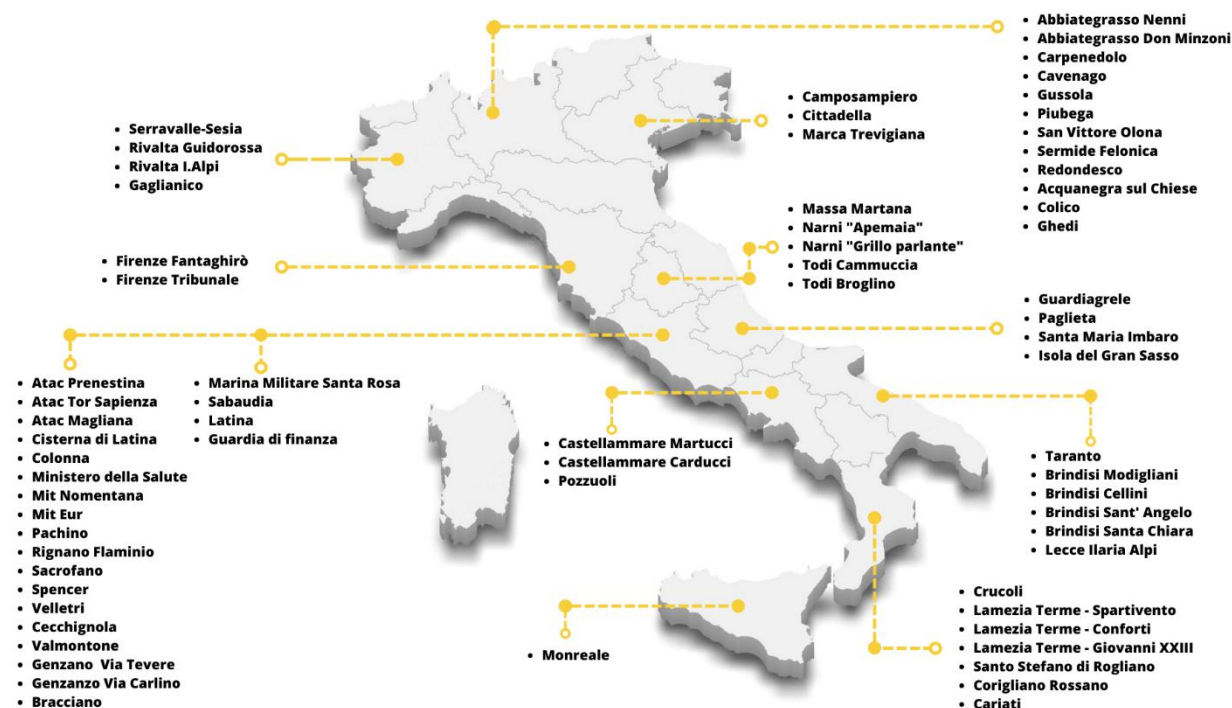 Abbiategrasso Nenni
Abbiategrasso Don Minzoni
Carpenedolo
Cavenago
Gussola
Piubega
San Vittore Olona
Sermide Felonica
Redondesco
Acquanegra sul Chiese
Colico
Ghedi
Camposampiero
Cittadella
Marca Trevigiana
Serravalle-Sesia
Rivalta Guidorossa
Rivalta I.Alpi
Gaglianico
Massa Martana
Narni "Apemaia"
Narni "Grillo parlante"
Todi Cammuccia
Todi Broglino
Firenze Fantaghirò
Firenze Tribunale
Guardiagrele
Paglieta
Santa Maria Imbaro
Isola del Gran Sasso
Atac Prenestina
Atac Tor Sapienza
Atac Magliana
Cisterna di Latina
Colonna
Ministero della Salute
Mit Nomentana
Mit Eur
Pachino
Rignano Flaminio
Sacrofano
Spencer
Velletri
Cecchignola
Valmontone
Genzano  Via Tevere
Genzanzo Via Carlino
Bracciano
Marina Militare Santa Rosa
Sabaudia
Latina
Guardia di finanza
Castellammare Martucci
Castellammare Carducci
Pozzuoli
Taranto
Brindisi Modigliani
Brindisi Cellini
Brindisi Sant' Angelo
Brindisi Santa Chiara
Lecce Ilaria Alpi
Monreale
Crucoli
Lamezia Terme - Spartivento
Lamezia Terme - Conforti
Lamezia Terme - Giovanni XXIII
Santo Stefano di Rogliano
Corigliano Rossano
Cariati